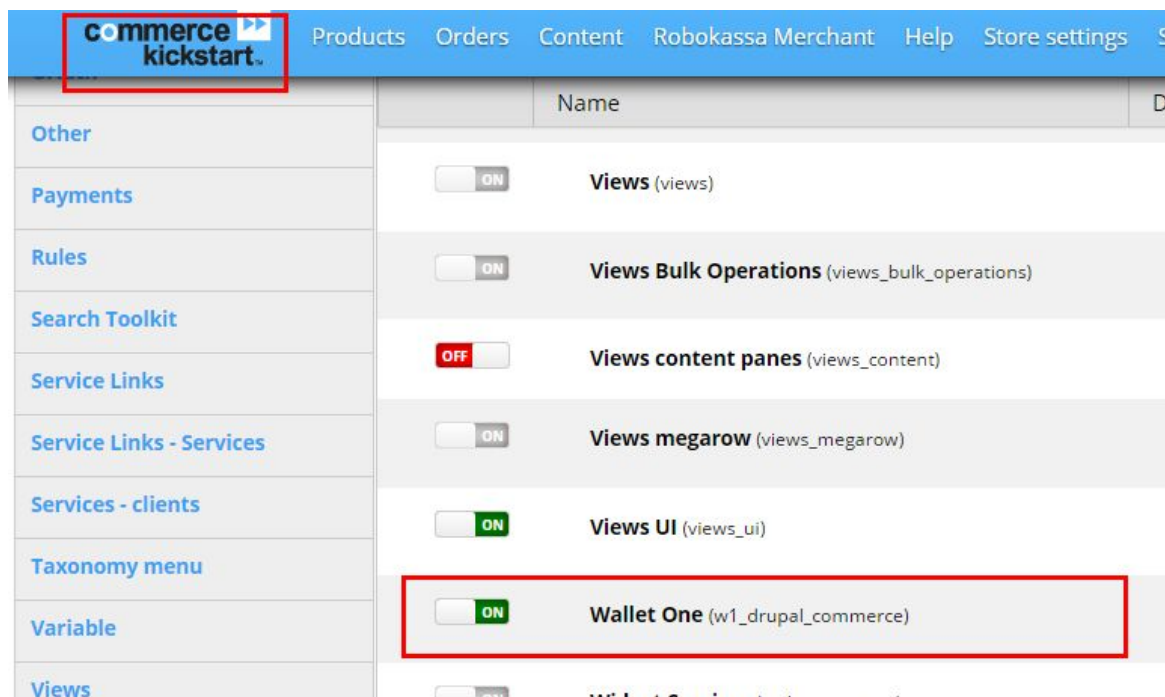 commerce
kickstart
Products Orders Content Robokassa Merchant Help Store settings
Name
Other
Payments
Rules
Search Toolkit
Service Links
Service Links - Services
Services - clients
Taxonomy menu
Variable
Views
ON Views (views)
ON Views Bulk Operations (views_bulk_operations)
OFF Views content panes (views_content)
ON Views megarow (views_megarow)
ON Views UI (views_ui)
ON Wallet One (w1_drupal_commerce)
ON